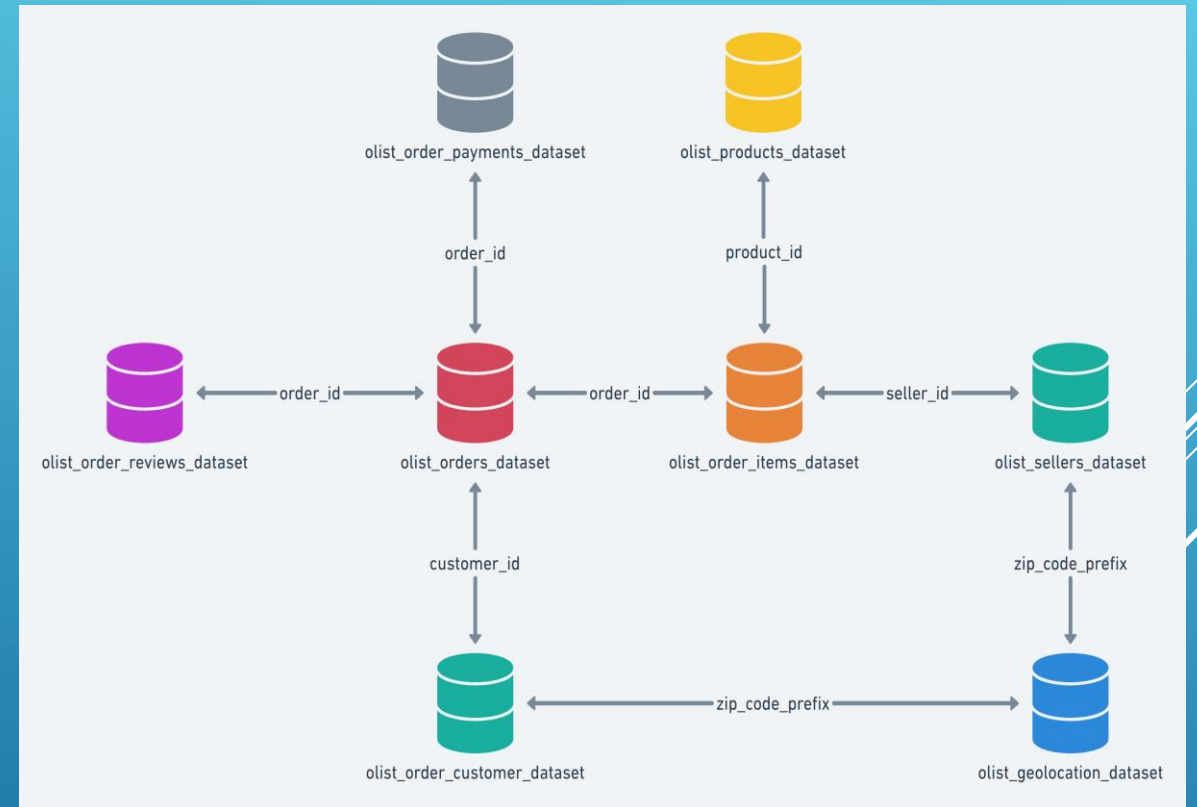 olist_order_payments_dataset
olist_products_dataset
order_id
product_id
order_id
order_id
seller_id
olist_order_reviews_dataset
olist_orders_dataset
olist_order_items_dataset
olist_sellers_dataset
customer_id
zip_code_prefix
zip_code_prefix
olist_order_customer_dataset
olist_geolocation_dataset